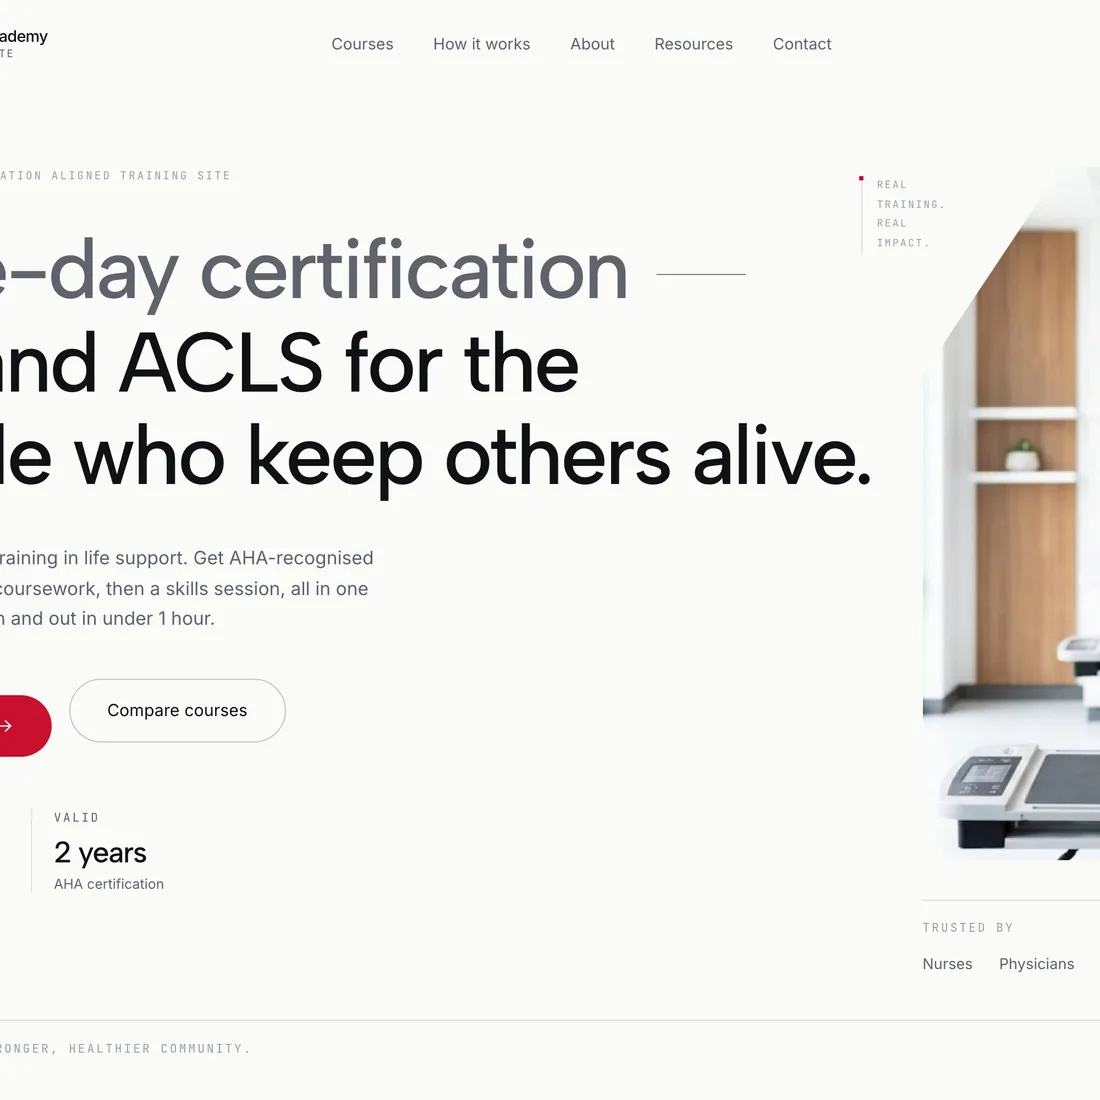 ademy
TE
Courses How it works About Resources Contact
ATION ALIGNED TRAINING SITE
REAL
TRAINING.
REAL
IMPACT.
e–day certification
and ACLS for the
le who keep others alive.
raining in life support. Get AHA-recognised
coursework, then a skills session, all in one
n and out in under 1 hour.
→ Compare courses
VALID
2 years
AHA certification
TRUSTED BY
Nurses Physicians
RONGER, HEALTHIER COMMUNITY.